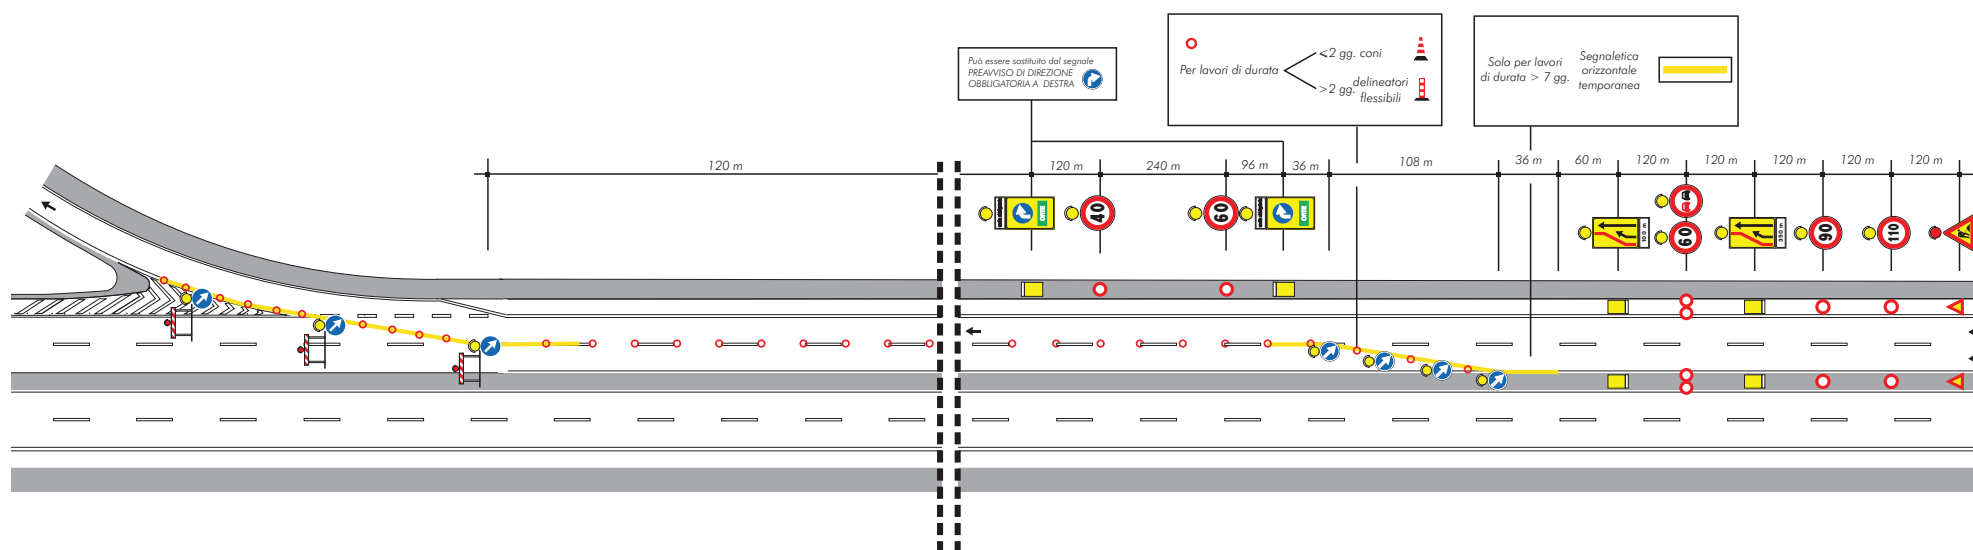 Può essere sostituito dal segnale
PREAVVISO DI DIREZIONE
OBBLIGATORIA A DESTRA
Per lavori di durata
<2 gg. coni
>2 gg. delineatori
flessibili
Solo per lavori
di durata > 7 gg.
Segnaletica
orizzontale
temporanea
120 m
120 m
240 m
96 m
36 m
108 m
36 m
60 m
120 m
120 m
120 m
120 m
120 m
40
60
100 m
60
350 m
90
110